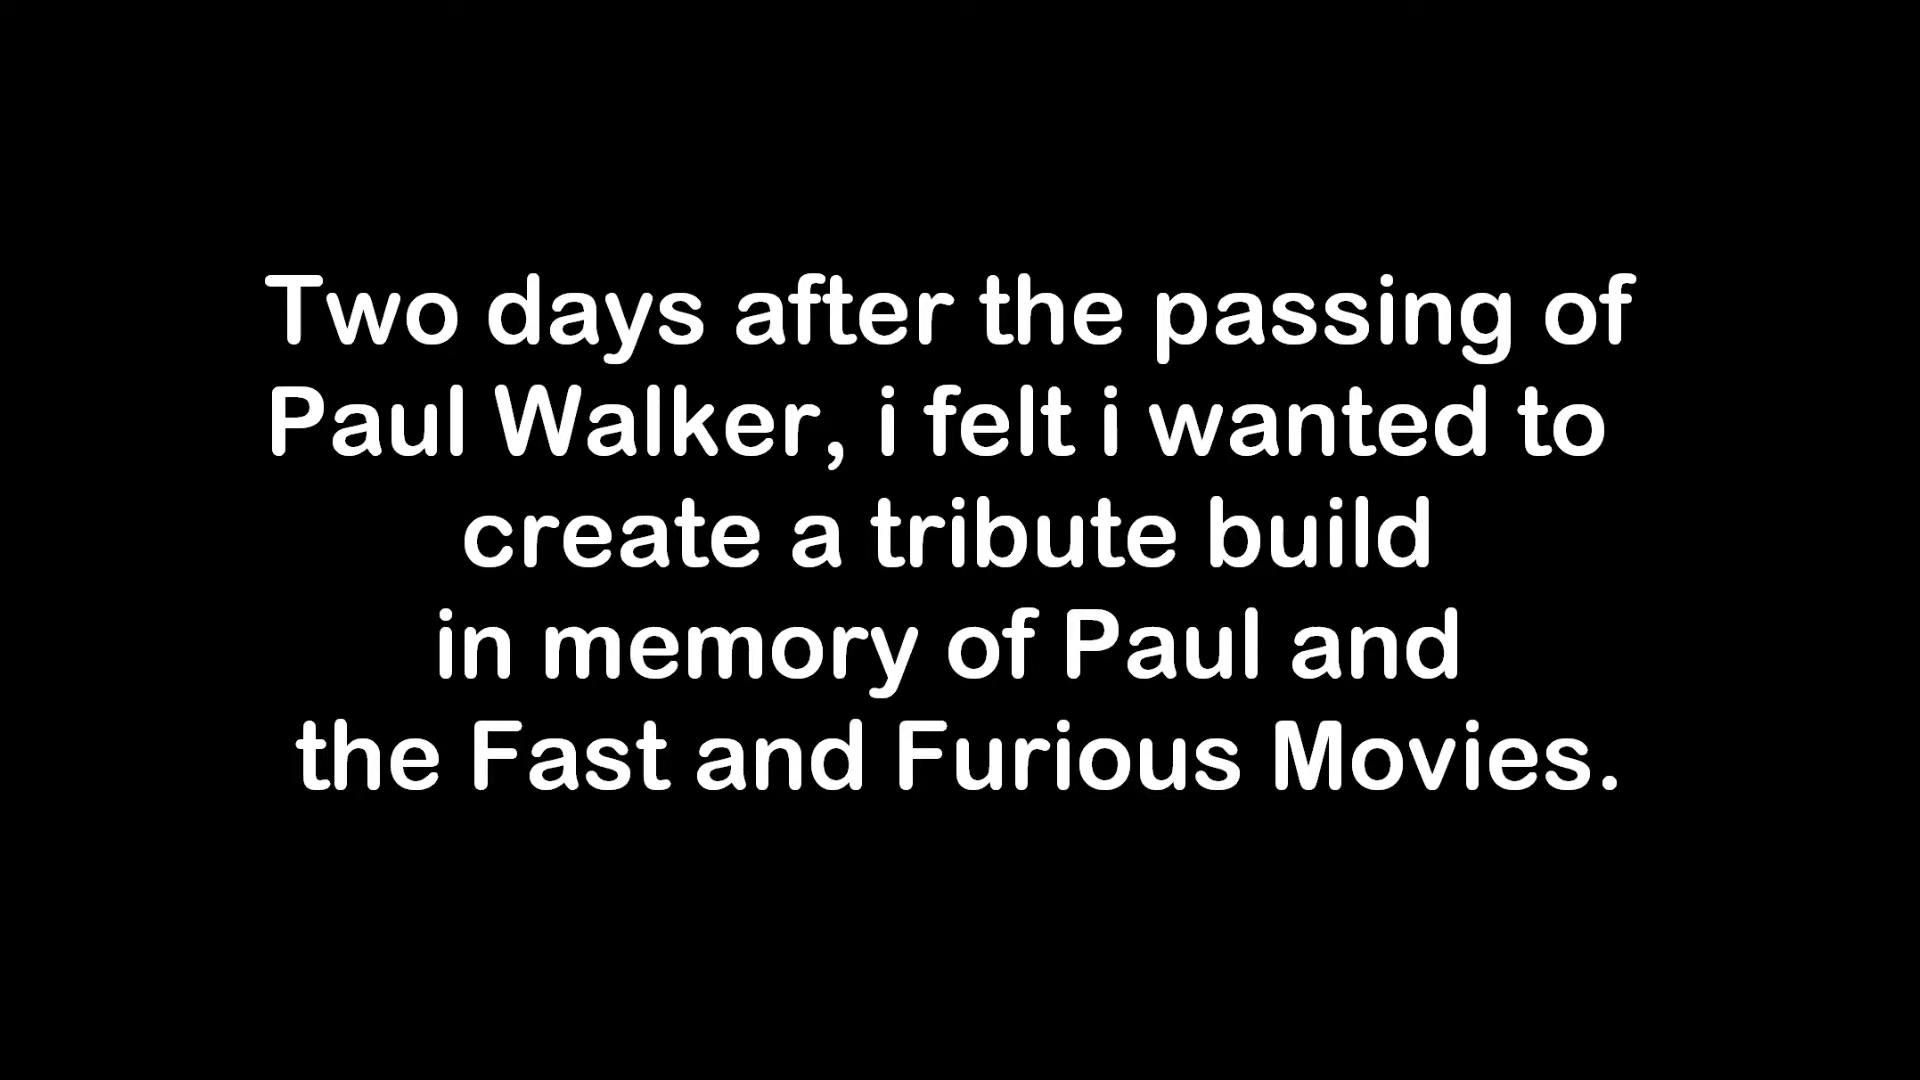 Two days after the passing of
Paul Walker, i felt i wanted to
create a tribute build
in memory of Paul and
the Fast and Furious Movies.